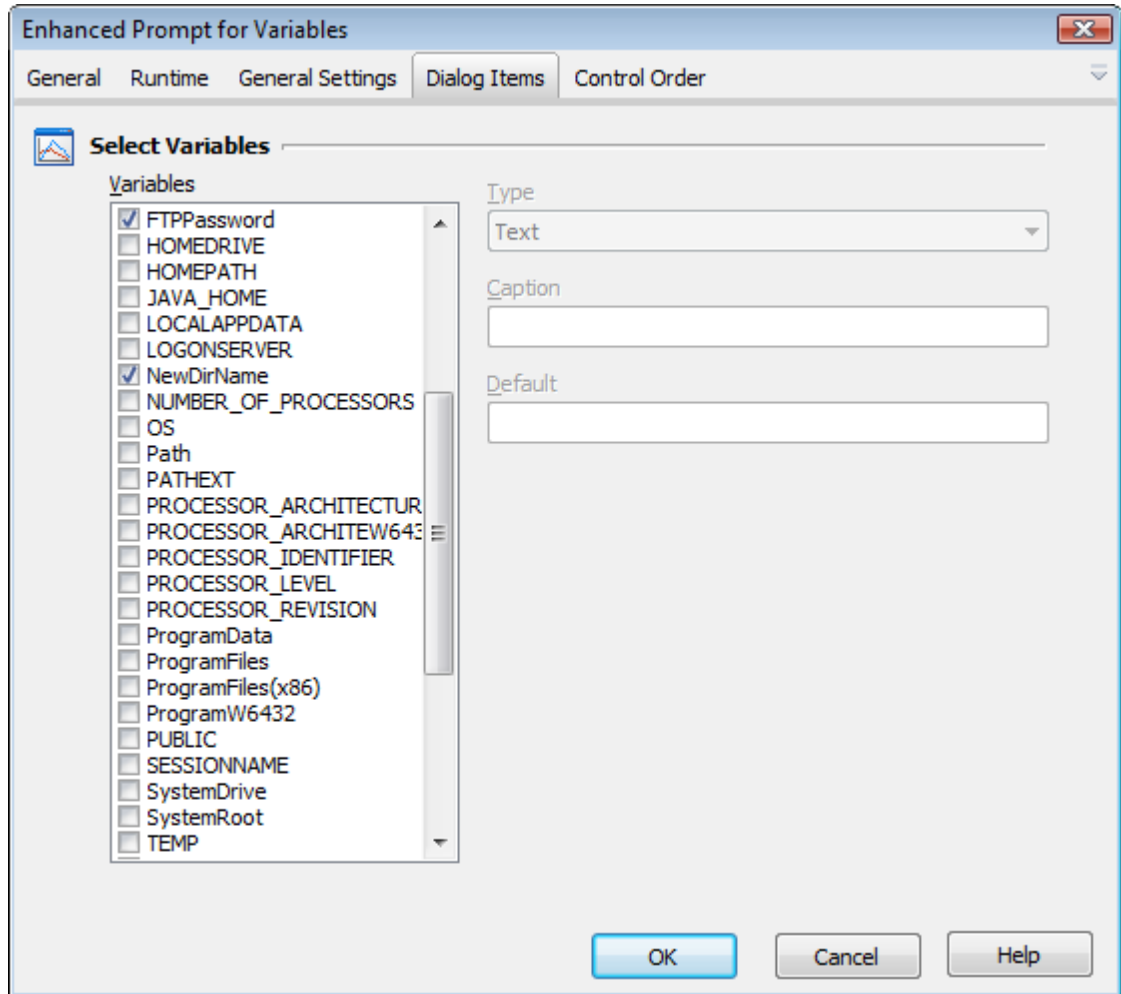 Enhanced Prompt for Variables
General Runtime General Settings Dialog Items Control Order
Select Variables
Variables
FTPPassword
HOMEDRIVE
HOMEPATH
JAVA_HOME
LOCALAPPDATA
LOGONSERVER
NewDirName
NUMBER_OF_PROCESSORS
OS
Path
PATHEXT
PROCESSOR_ARCHITECTUR
PROCESSOR_ARCHITEW643
PROCESSOR_IDENTIFIER
PROCESSOR_LEVEL
PROCESSOR_REVISION
ProgramData
ProgramFiles
ProgramFiles(x86)
ProgramW6432
PUBLIC
SESSIONNAME
SystemDrive
SystemRoot
TEMP
Type
Text
Caption
Default
OK Cancel Help